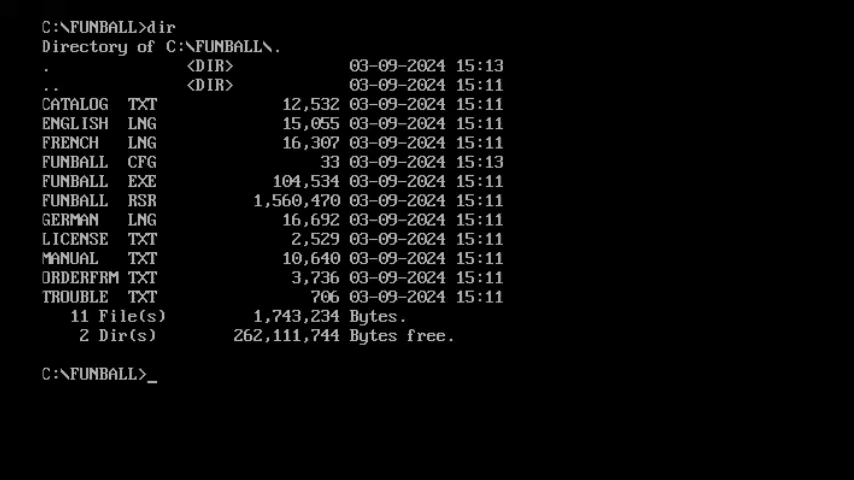 C:\FUNBALL>dir
Directory of C:\FUNBALL\.
. <DIR> 03-09-2024 15:13
.. <DIR> 03-09-2024 15:11
CATALOG TXT 12,532 03-09-2024 15:11
ENGLISH LNG 15,055 03-09-2024 15:11
FRENCH LNG 16,307 03-09-2024 15:11
FUNBALL CFG 33 03-09-2024 15:13
FUNBALL EXE 104,534 03-09-2024 15:11
FUNBALL RSR 1,560,470 03-09-2024 15:11
GERMAN LNG 16,692 03-09-2024 15:11
LICENSE TXT 2,529 03-09-2024 15:11
MANUAL TXT 10,640 03-09-2024 15:11
ORDERFRM TXT 3,736 03-09-2024 15:11
TROUBLE TXT 706 03-09-2024 15:11
11 File(s) 1,743,234 Bytes.
2 Dir(s) 262,111,744 Bytes free.
C:\FUNBALL>_